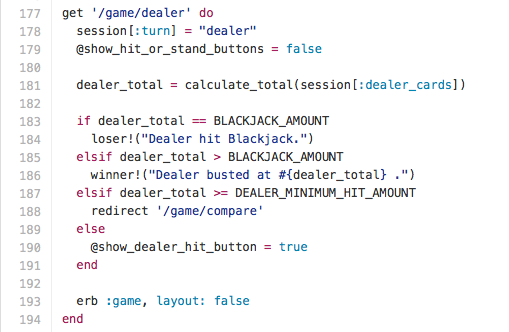 177 get '/game/dealer' do
178   session[:turn] = "dealer"
179   @show_hit_or_stand_buttons = false
180
181   dealer_total = calculate_total(session[:dealer_cards])
182
183   if dealer_total == BLACKJACK_AMOUNT
184     loser!("Dealer hit Blackjack.")
185   elsif dealer_total > BLACKJACK_AMOUNT
186     winner!("Dealer busted at #{dealer_total} .")
187   elsif dealer_total >= DEALER_MINIMUM_HIT_AMOUNT
188     redirect '/game/compare'
189   else
190     @show_dealer_hit_button = true
191   end
192
193   erb :game, layout: false
194 end